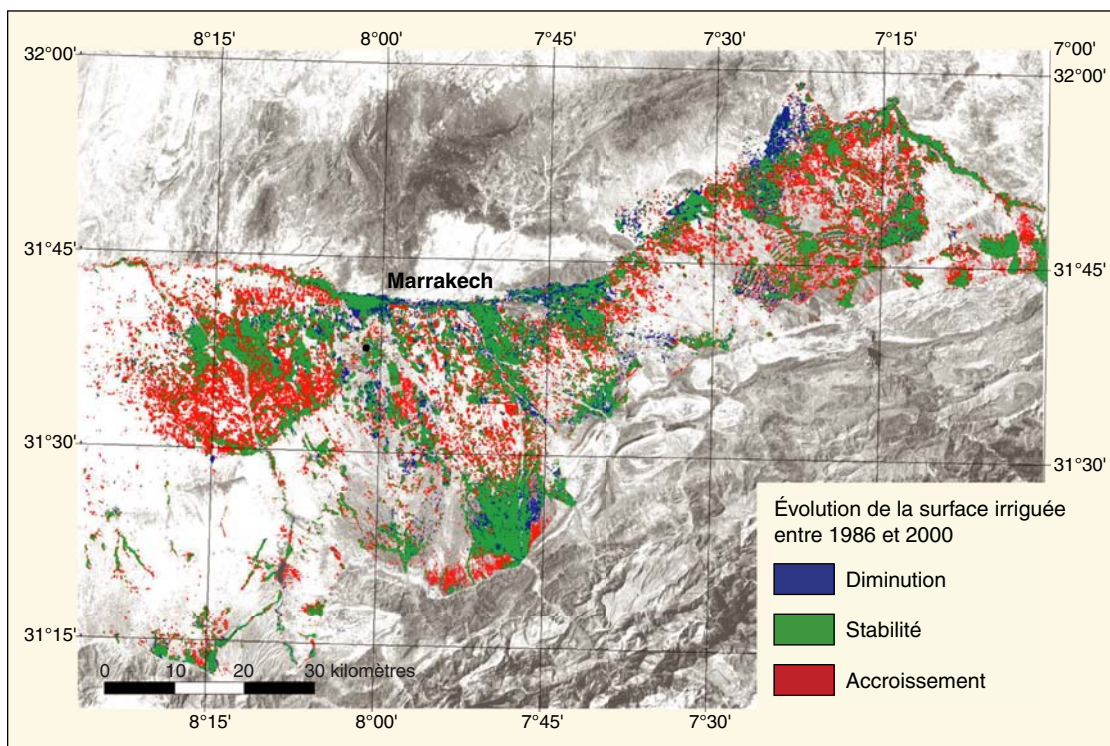 8°15' 8°00' 7°45' 7°30' 7°15' 7°00'
32°00' 32°00'
31°45' 31°45'
Marrakech
31°30' 31°30'
31°15'
0 10 20 30 kilomètres
8°15' 8°00' 7°45' 7°30'
Évolution de la surface irriguée
entre 1986 et 2000
Diminution
Stabilité
Accroissement